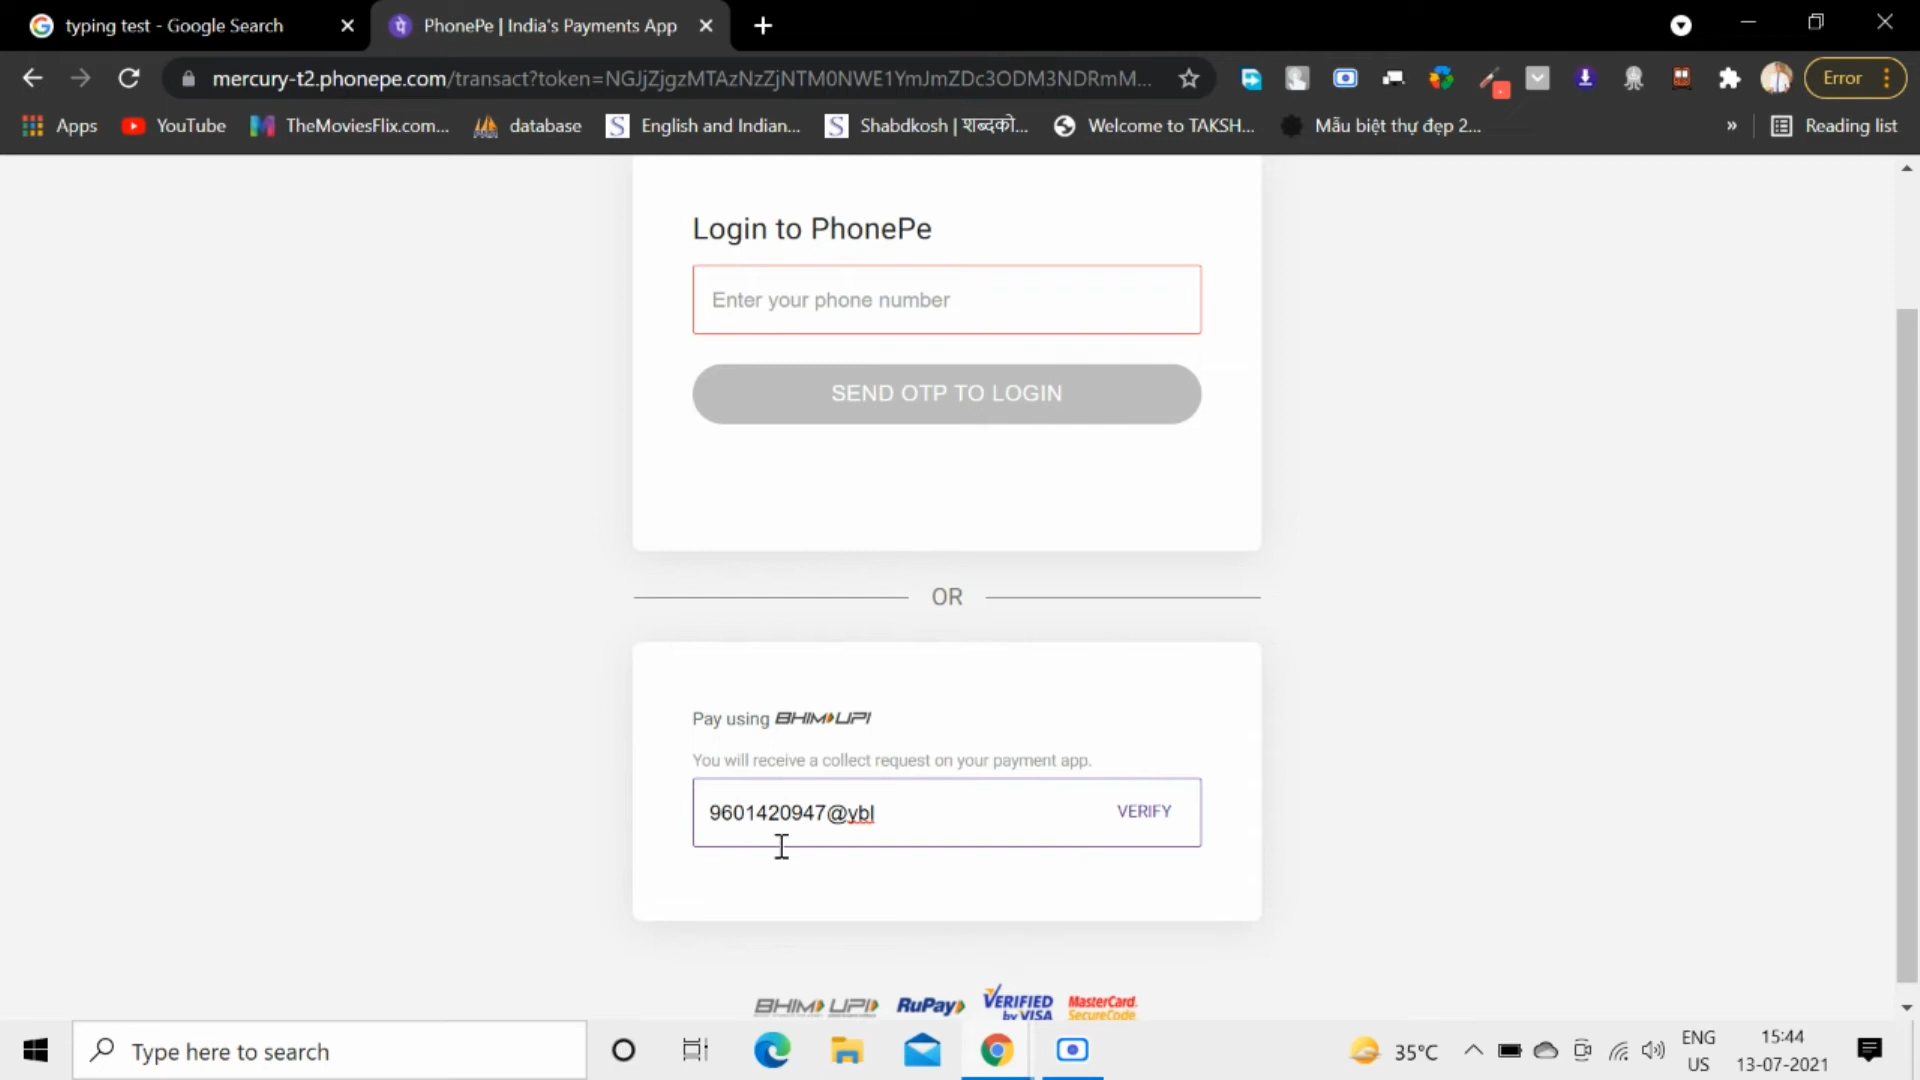 typing test - Google Search
PhonePe | India's Payments App
mercury-t2.phonepe.com/transact?token=NGJjZjgzMTAzNzZjNTM0NWE1YmJmZDc3ODM3NDRmM...
Error
Apps
YouTube
TheMoviesFlix.com...
database
English and Indian...
Shabdkosh | शब्दको...
Welcome to TAKSH...
Mẫu biệt thự đẹp 2...
»
Reading list
Login to PhonePe
Enter your phone number
SEND OTP TO LOGIN
OR
Pay using BHIM UPI
You will receive a collect request on your payment app.
9601420947@ybl
VERIFY
BHIM UPI
RuPay
VERIFIED
by VISA
MasterCard.
SecureCode.
Type here to search
35°C
ENG
US
15:44
13-07-2021